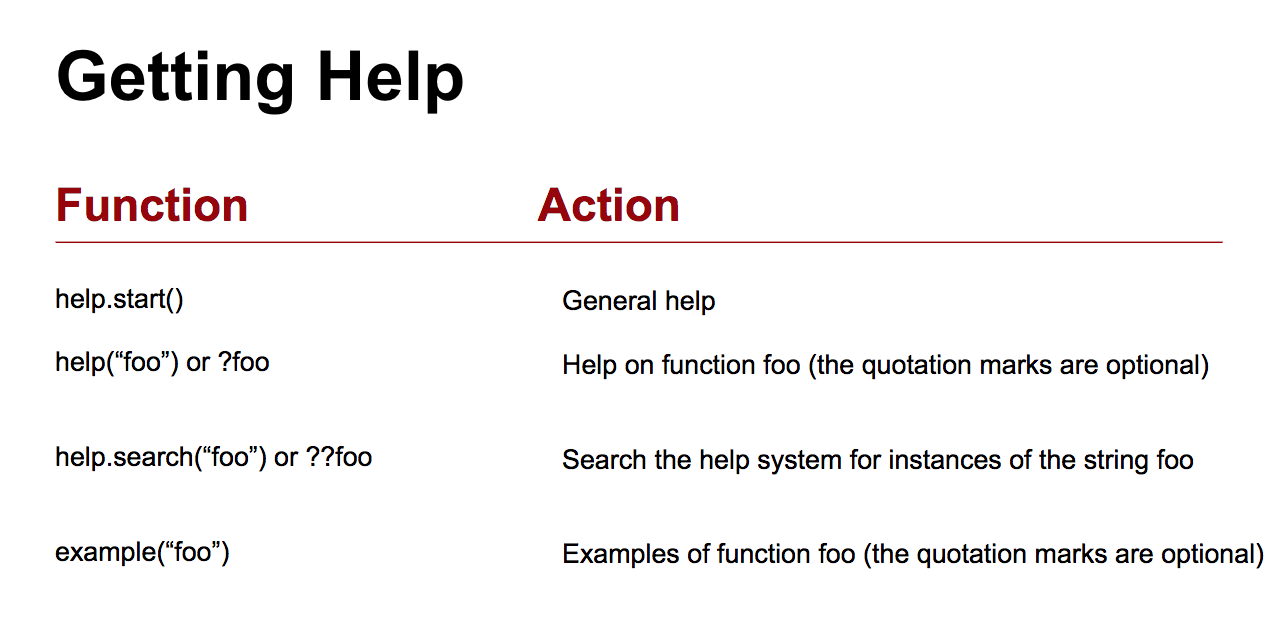 Getting Help
Function Action
help.start() General help
help(“foo”) or ?foo Help on function foo (the quotation marks are optional)
help.search(“foo”) or ??foo Search the help system for instances of the string foo
example(“foo”) Examples of function foo (the quotation marks are optional)